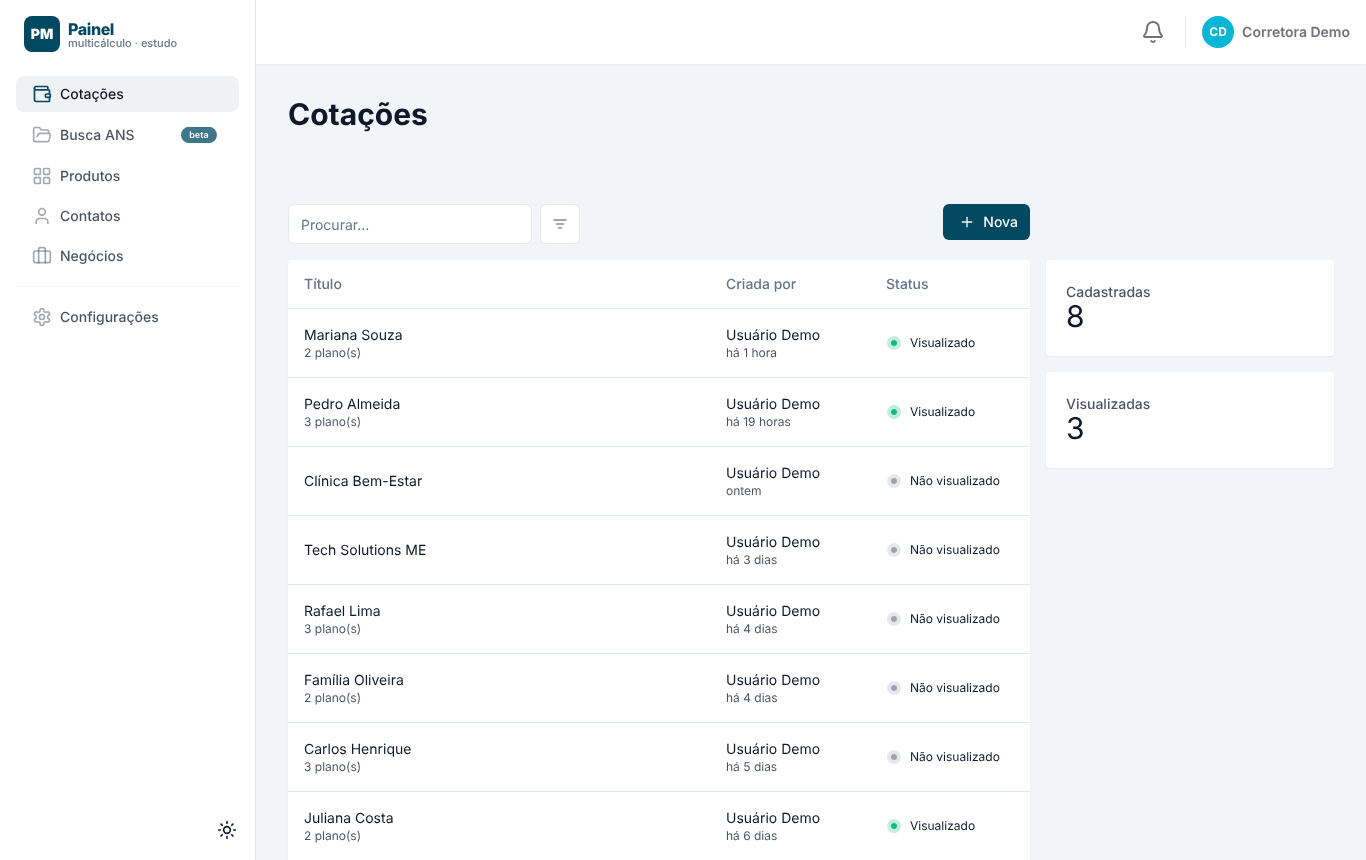 PM
Painel
multicálculo · estudo
Cotações
Busca ANS
beta
Produtos
Contatos
Negócios
Configurações
CD
Corretora Demo
Cotações
Procurar...
Nova
Título
Criada por
Status
Mariana Souza
2 plano(s)
Usuário Demo
há 1 hora
Visualizado
Pedro Almeida
3 plano(s)
Usuário Demo
há 19 horas
Visualizado
Clínica Bem-Estar
Usuário Demo
ontem
Não visualizado
Tech Solutions ME
Usuário Demo
há 3 dias
Não visualizado
Rafael Lima
3 plano(s)
Usuário Demo
há 4 dias
Não visualizado
Família Oliveira
2 plano(s)
Usuário Demo
há 4 dias
Não visualizado
Carlos Henrique
3 plano(s)
Usuário Demo
há 5 dias
Não visualizado
Juliana Costa
2 plano(s)
Usuário Demo
há 6 dias
Visualizado
Cadastradas
8
Visualizadas
3